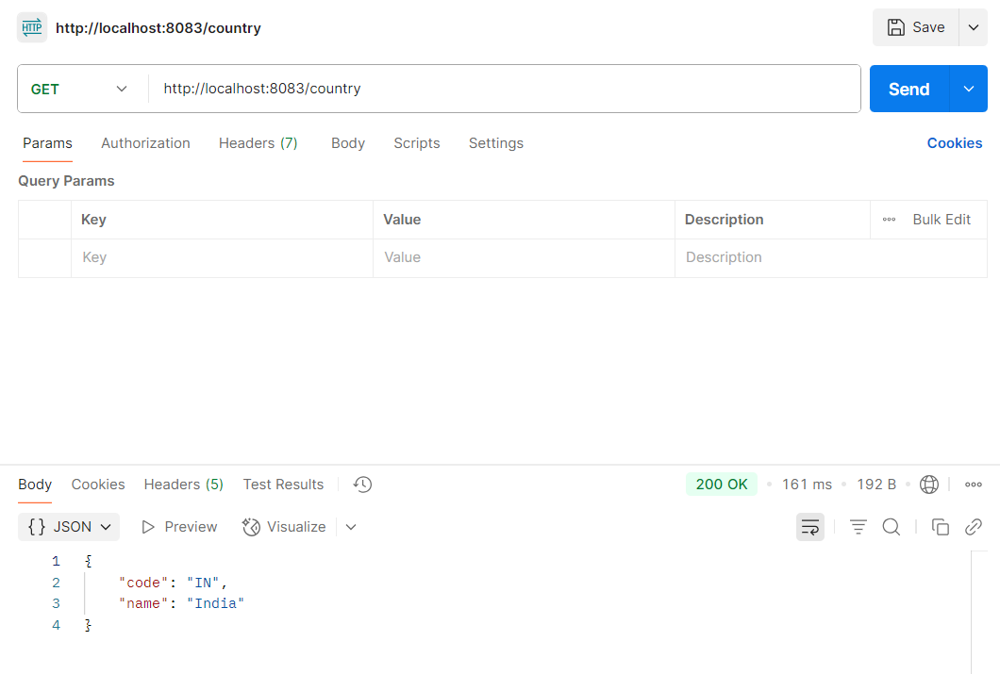 HTTP http://localhost:8083/country Save
GET http://localhost:8083/country Send
Params Authorization Headers (7) Body Scripts Settings Cookies
Query Params
Key Value Description Bulk Edit
Key Value Description
Body Cookies Headers (5) Test Results 200 OK 161 ms 192 B
{} JSON Preview Visualize
1 {
2 "code": "IN",
3 "name": "India"
4 }